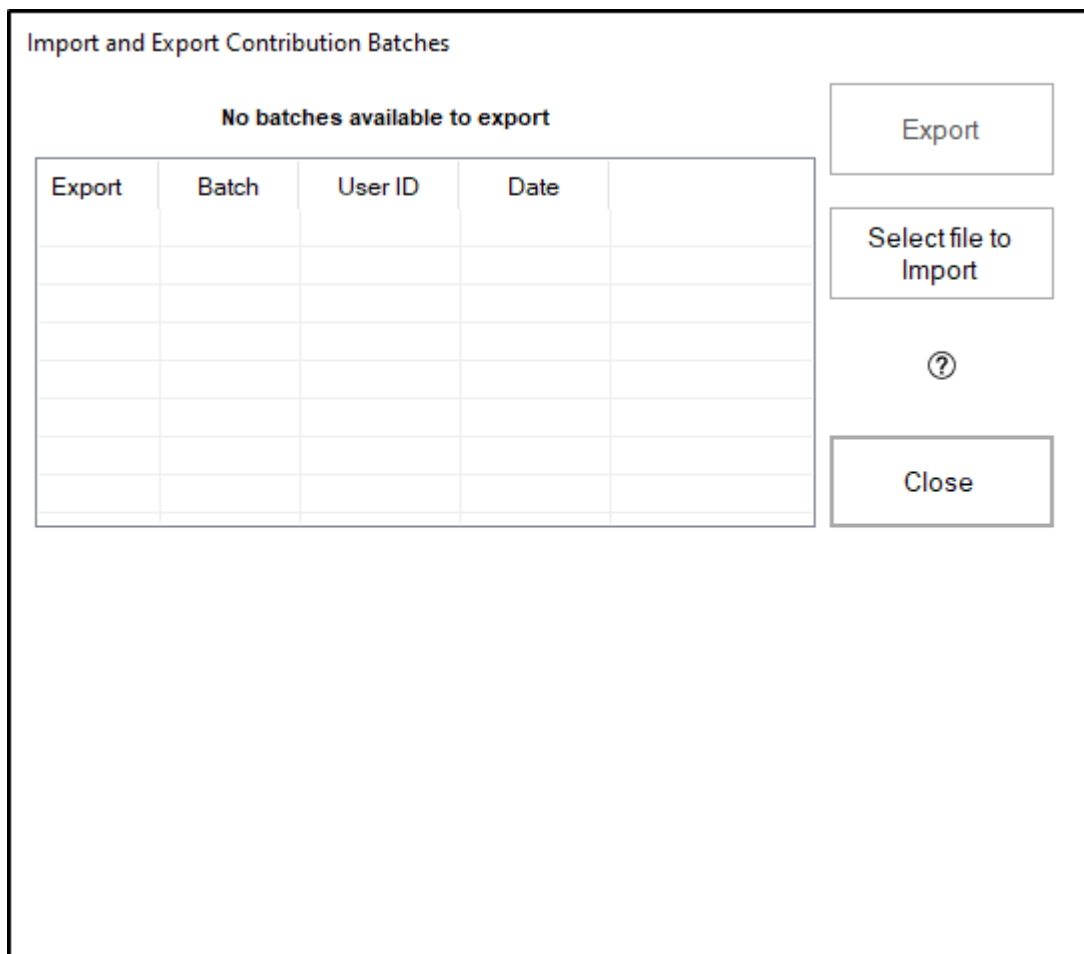 Import and Export Contribution Batches
No batches available to export
Export
Export Batch User ID Date
Select file to
Import
?
Close